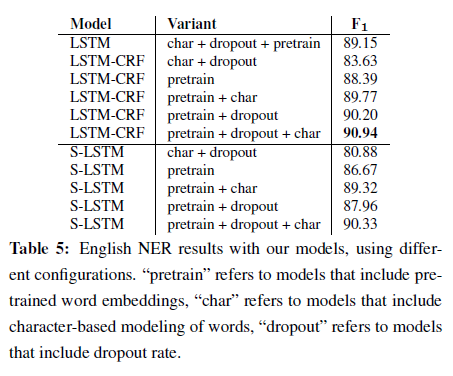 Model Variant F1
LSTM char + dropout + pretrain 89.15
LSTM-CRF char + dropout 83.63
LSTM-CRF pretrain 88.39
LSTM-CRF pretrain + char 89.77
LSTM-CRF pretrain + dropout 90.20
LSTM-CRF pretrain + dropout + char 90.94
S-LSTM char + dropout 80.88
S-LSTM pretrain 86.67
S-LSTM pretrain + char 89.32
S-LSTM pretrain + dropout 87.96
S-LSTM pretrain + dropout + char 90.33
Table 5: English NER results with our models, using differ-
ent configurations. “pretrain” refers to models that include pre-
trained word embeddings, “char” refers to models that include
character-based modeling of words, “dropout” refers to models
that include dropout rate.